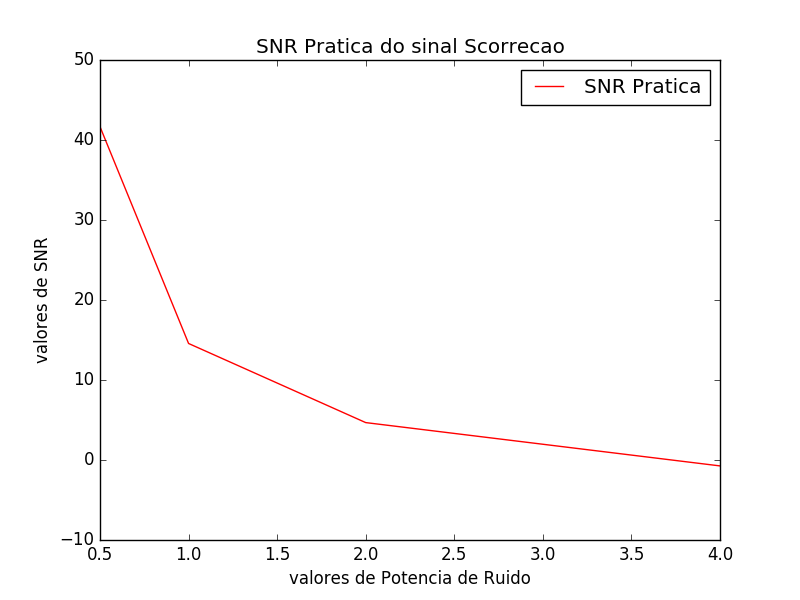 SNR Pratica do sinal Scorrecao
SNR Pratica
valores de SNR
50
40
30
20
10
0
−10
0.5 1.0 1.5 2.0 2.5 3.0 3.5 4.0
valores de Potencia de Ruido